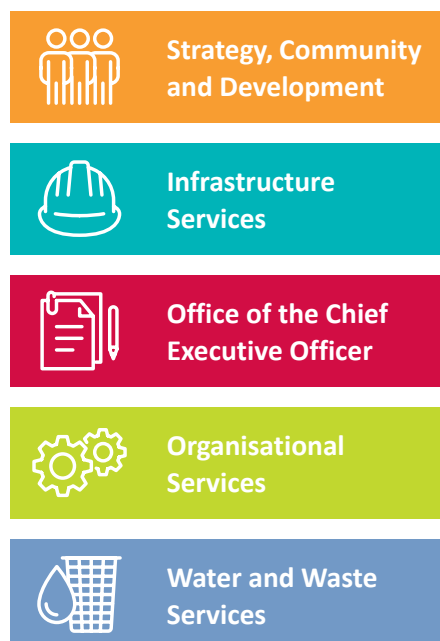 Strategy, Community
and Development
Infrastructure
Services
Office of the Chief
Executive Officer
Organisational
Services
Water and Waste
Services